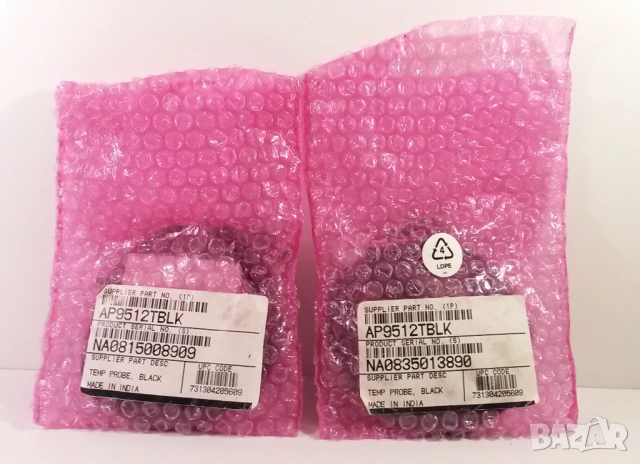 SUPPLIER PART NO. (1P)
AP9512TBLK
PRODUCT SERIAL NO. (S)
NA0815008909
SUPPLIER PART DESC
UPC CODE
TEMP PROBE, BLACK
MADE IN INDIA
731304205609
4
LDPE
SUPPLIER PART NO. (1P)
AP9512TBLK
PRODUCT SERIAL NO. (S)
NA0835013890
SUPPLIER PART DESC
UPC CODE
TEMP PROBE, BLACK
MADE IN INDIA
731304205609
BAZAR